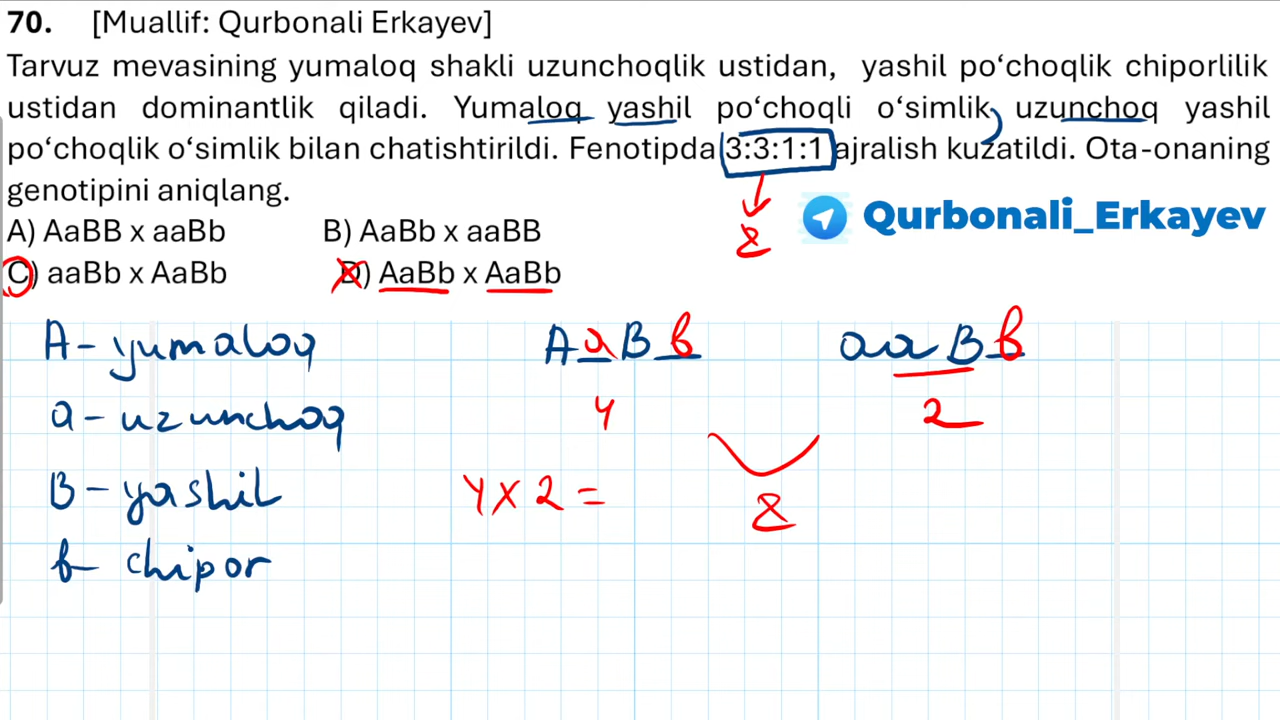 70. [Muallif: Qurbonali Erkayev]
Tarvuz mevasining yumaloq shakli uzunchoqlik ustidan, yashil po‘choqlik chiporlilik
ustidan dominantlik qiladi. Yumaloq yashil po‘choqli o‘simlik uzunchoq yashil
po‘choqlik o‘simlik bilan chatishtirildi. Fenotipda 3:3:1:1 ajralish kuzatildi. Ota-onaning
genotipini aniqlang.
A) AaBB x aaBb B) AaBb x aaBB
C) aaBb x AaBb D) AaBb x AaBb
8
Qurbonali_Erkayev
A - yumaloq AaBb aaBb
a - uzunchoq 4 2
B - yashil 4 x 2 = 8
b - chipor